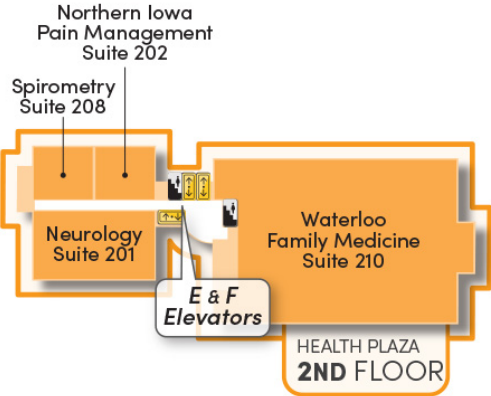 Northern Iowa
Pain Management
Suite 202
Spirometry
Suite 208
Neurology
Suite 201
Waterloo
Family Medicine
Suite 210
E & F
Elevators
HEALTH PLAZA
2ND FLOOR